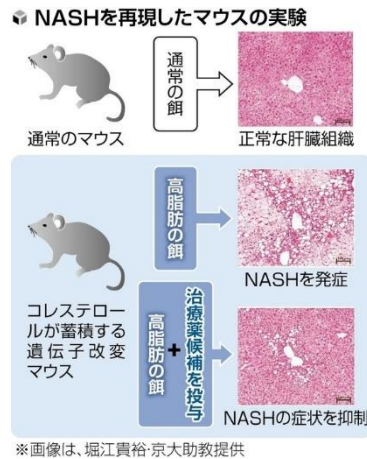 NASHを再現したマウスの実験
通常のマウス
通常の餌
正常な肝臓組織
コレステロー
ルが蓄積する
遺伝子改変
マウス
高脂肪の餌
NASHを発症
高脂肪の餌
+
治療薬候補を投与
NASHの症状を抑制
※画像は、堀江貴裕・京大助教提供